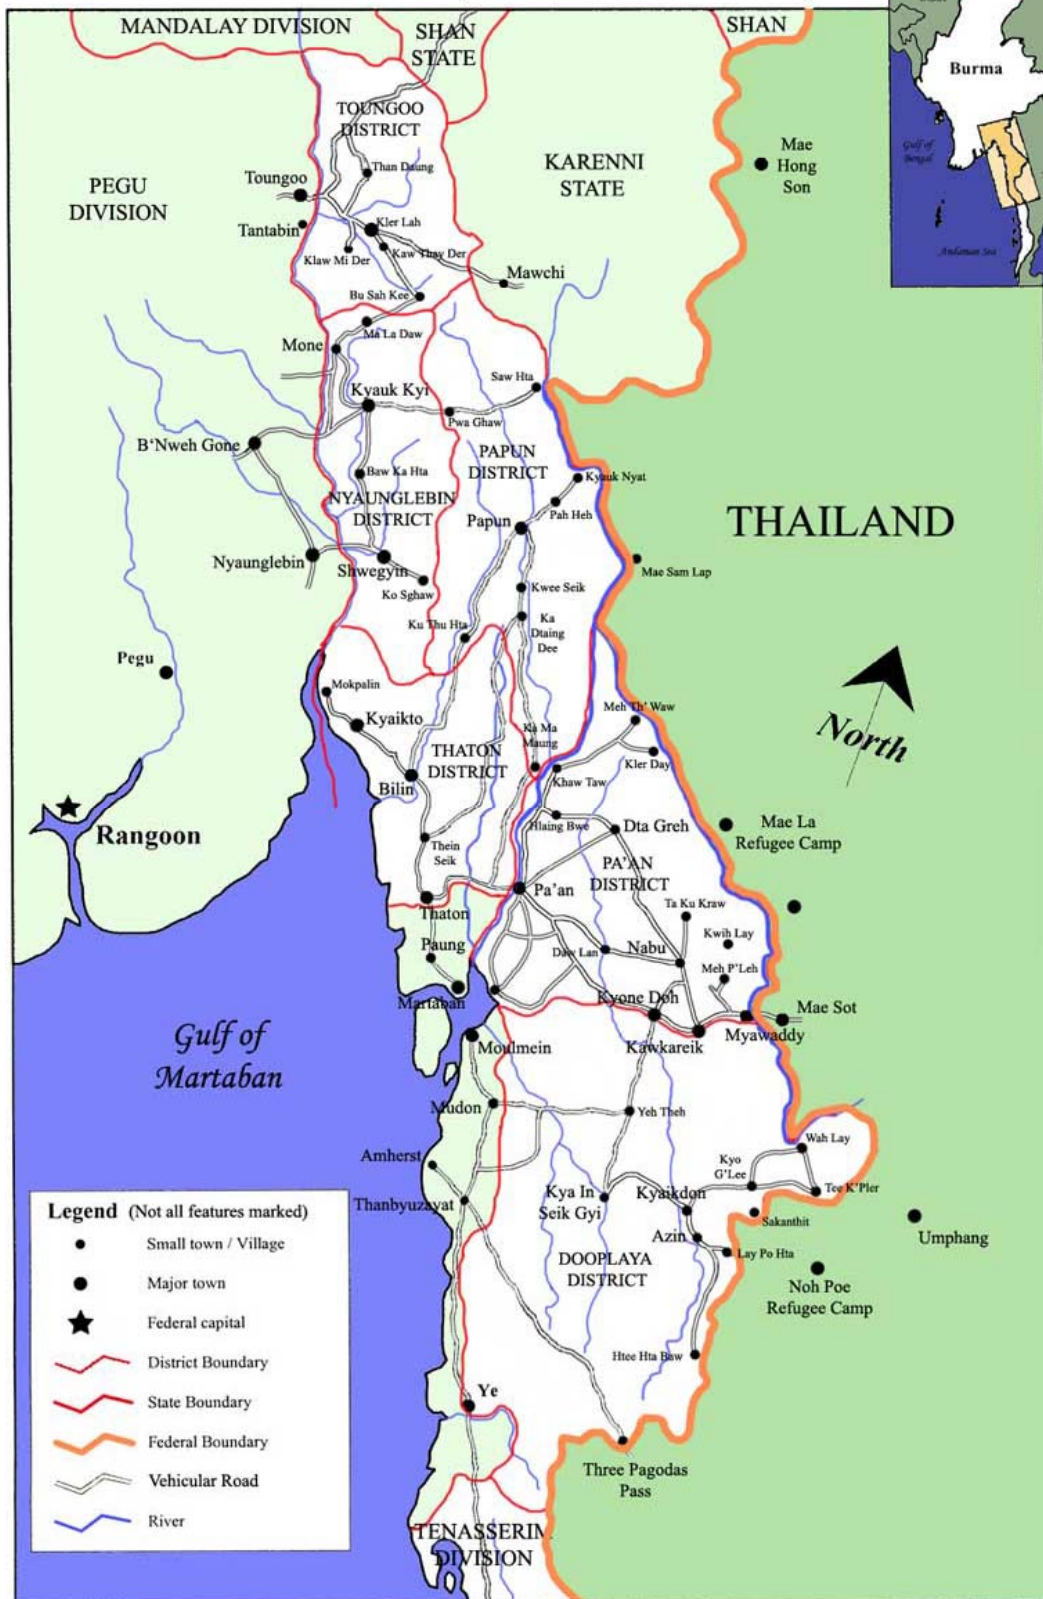 MANDALAY DIVISION
SHAN
STATE
SHAN
Burma
Gulf of
Bengal
Andaman Sea
TOUNGOO
DISTRICT
KARENNI
STATE
Mae
Hong
Son
PEGU
DIVISION
Than Daung
Toungoo
Tantabin
Kler Lah
Klaw Mi Der
Kaw Thay Der
Mawchi
Bu Sah Kee
Ma La Daw
Mone
Saw Hta
Kyauk Kyi
Pwa Ghaw
B'Nweh Gone
PAPUN
DISTRICT
Baw Ka Hta
Kyauk Nyat
NYAUNGLEBIN
DISTRICT
Pah Heh
Papun
THAILAND
Nyaunglebin
Shwegyin
Mae Sam Lap
Ko Sghaw
Kwee Seik
Ku Thu Hta
Ka
Dtaing
Dee
Pegu
Mokpalin
Kyaikto
Meh Th' Waw
North
Ka Ma
Maung
THATON
DISTRICT
Kler Day
Khaw Taw
Bilin
Rangoon
Hlaing Bwe
Dta Greh
Mae La
Refugee Camp
Thein
Seik
PA'AN
DISTRICT
Pa'an
Thaton
Ta Ku Kraw
Kwih Lay
Paung
Daw Lan
Nabu
Meh P'Leh
Martaban
Kyone Doh
Mae Sot
Gulf of
Martaban
Moulmein
Kawkareik
Myawaddy
Mudon
Yeh Theh
Wah Lay
Amherst
Kyo
G'Lee
Thanbyuzayat
Kya In
Seik Gyi
Kyaikdon
Tee K'Pler
Sakanthit
Azin
Umphang
Lay Po Hta
DOOPLAYA
DISTRICT
Noh Poe
Refugee Camp
Htee Hta Baw
Ye
Three Pagodas
Pass
TENASSERIM
DIVISION
Legend (Not all features marked)
Small town / Village
Major town
Federal capital
District Boundary
State Boundary
Federal Boundary
Vehicular Road
River